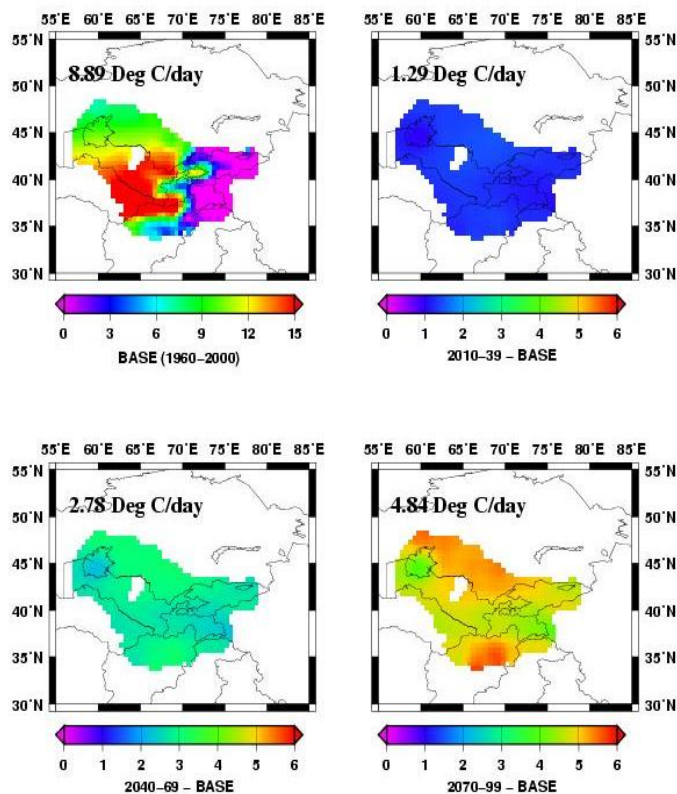 55˚E 60˚E 65˚E 70˚E 75˚E 80˚E 85˚E
55˚N
50˚N
45˚N
40˚N
35˚N
30˚N
8.89 Deg C/day
0 3 6 9 12 15
BASE (1960−2000)
55˚E 60˚E 65˚E 70˚E 75˚E 80˚E 85˚E
1.29 Deg C/day
55˚N
50˚N
45˚N
40˚N
35˚N
30˚N
0 1 2 3 4 5 6
2010−39 − BASE
55˚E 60˚E 65˚E 70˚E 75˚E 80˚E 85˚E
55˚N
50˚N
45˚N
40˚N
35˚N
30˚N
2.78 Deg C/day
0 1 2 3 4 5 6
2040−69 − BASE
55˚E 60˚E 65˚E 70˚E 75˚E 80˚E 85˚E
4.84 Deg C/day
55˚N
50˚N
45˚N
40˚N
35˚N
30˚N
0 1 2 3 4 5 6
2070−99 − BASE